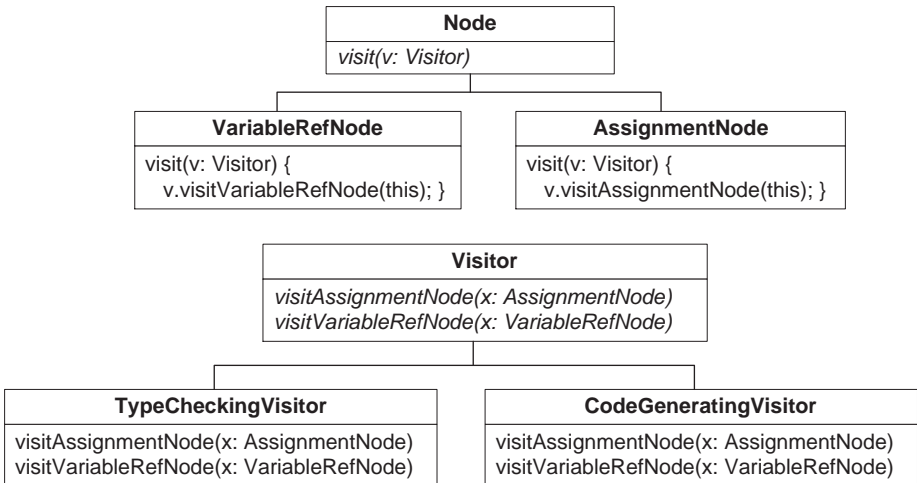 Node
visit(v: Visitor)
VariableRefNode
visit(v: Visitor) {
v.visitVariableRefNode(this); }
AssignmentNode
visit(v: Visitor) {
v.visitAssignmentNode(this); }
Visitor
visitAssignmentNode(x: AssignmentNode)
visitVariableRefNode(x: VariableRefNode)
TypeCheckingVisitor
visitAssignmentNode(x: AssignmentNode)
visitVariableRefNode(x: VariableRefNode)
CodeGeneratingVisitor
visitAssignmentNode(x: AssignmentNode)
visitVariableRefNode(x: VariableRefNode)